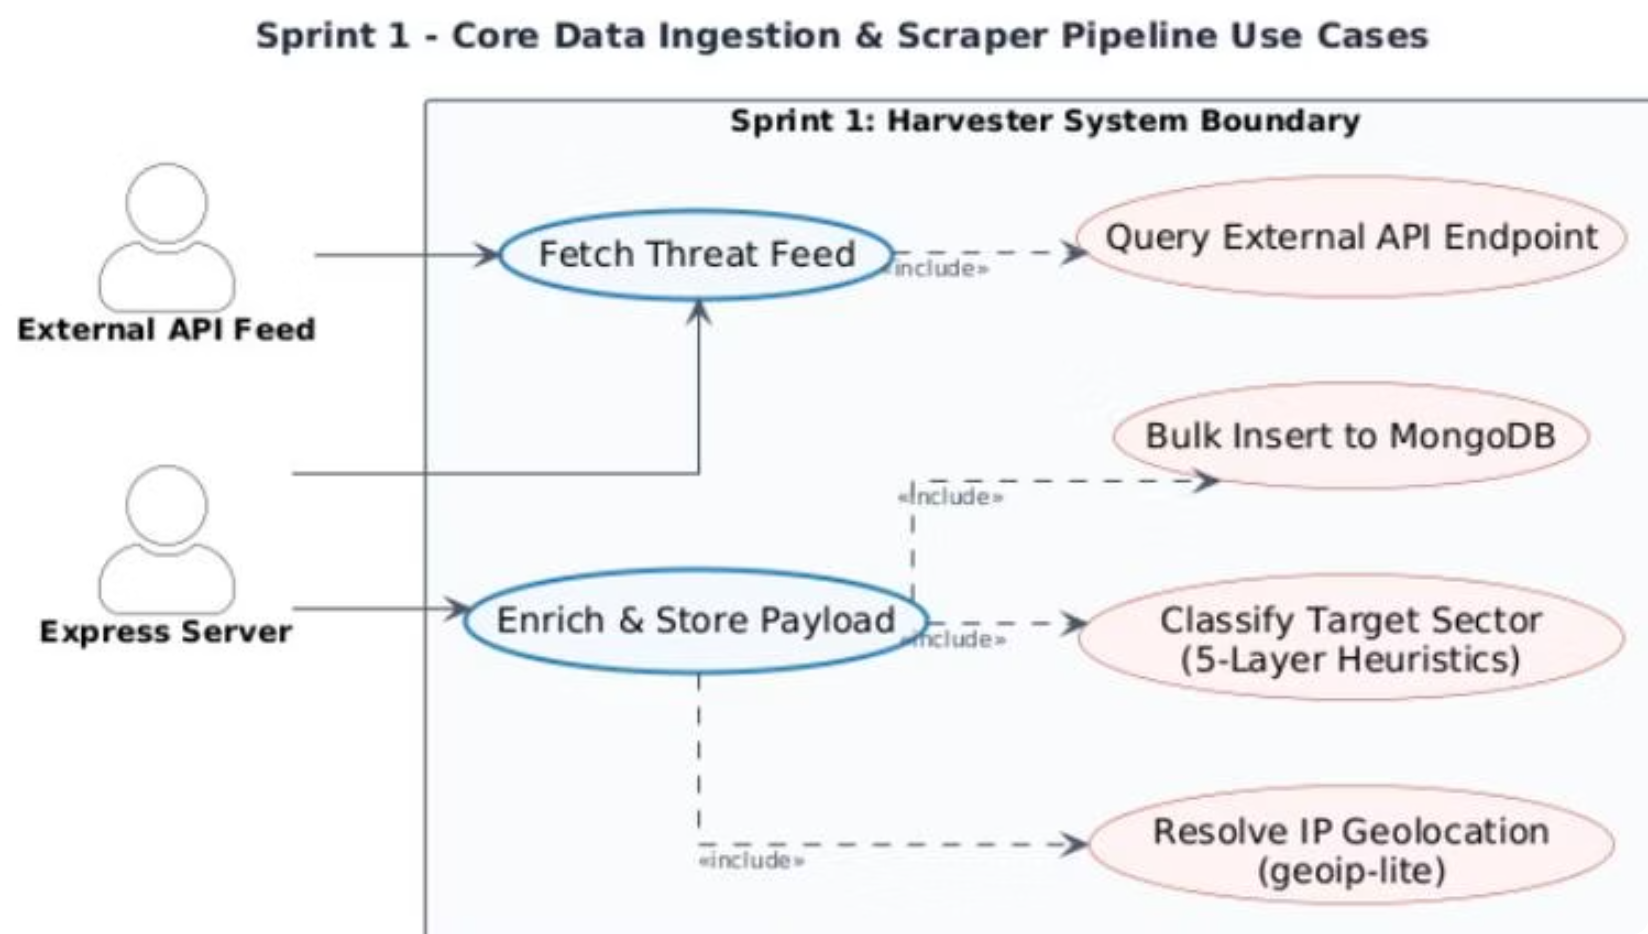 Sprint 1 - Core Data Ingestion & Scraper Pipeline Use Cases
Sprint 1: Harvester System Boundary
External API Feed
Fetch Threat Feed
«include»
Query External API Endpoint
Bulk Insert to MongoDB
«include»
Express Server
Enrich & Store Payload
«include»
Classify Target Sector
(5-Layer Heuristics)
«include»
Resolve IP Geolocation
(geoip-lite)